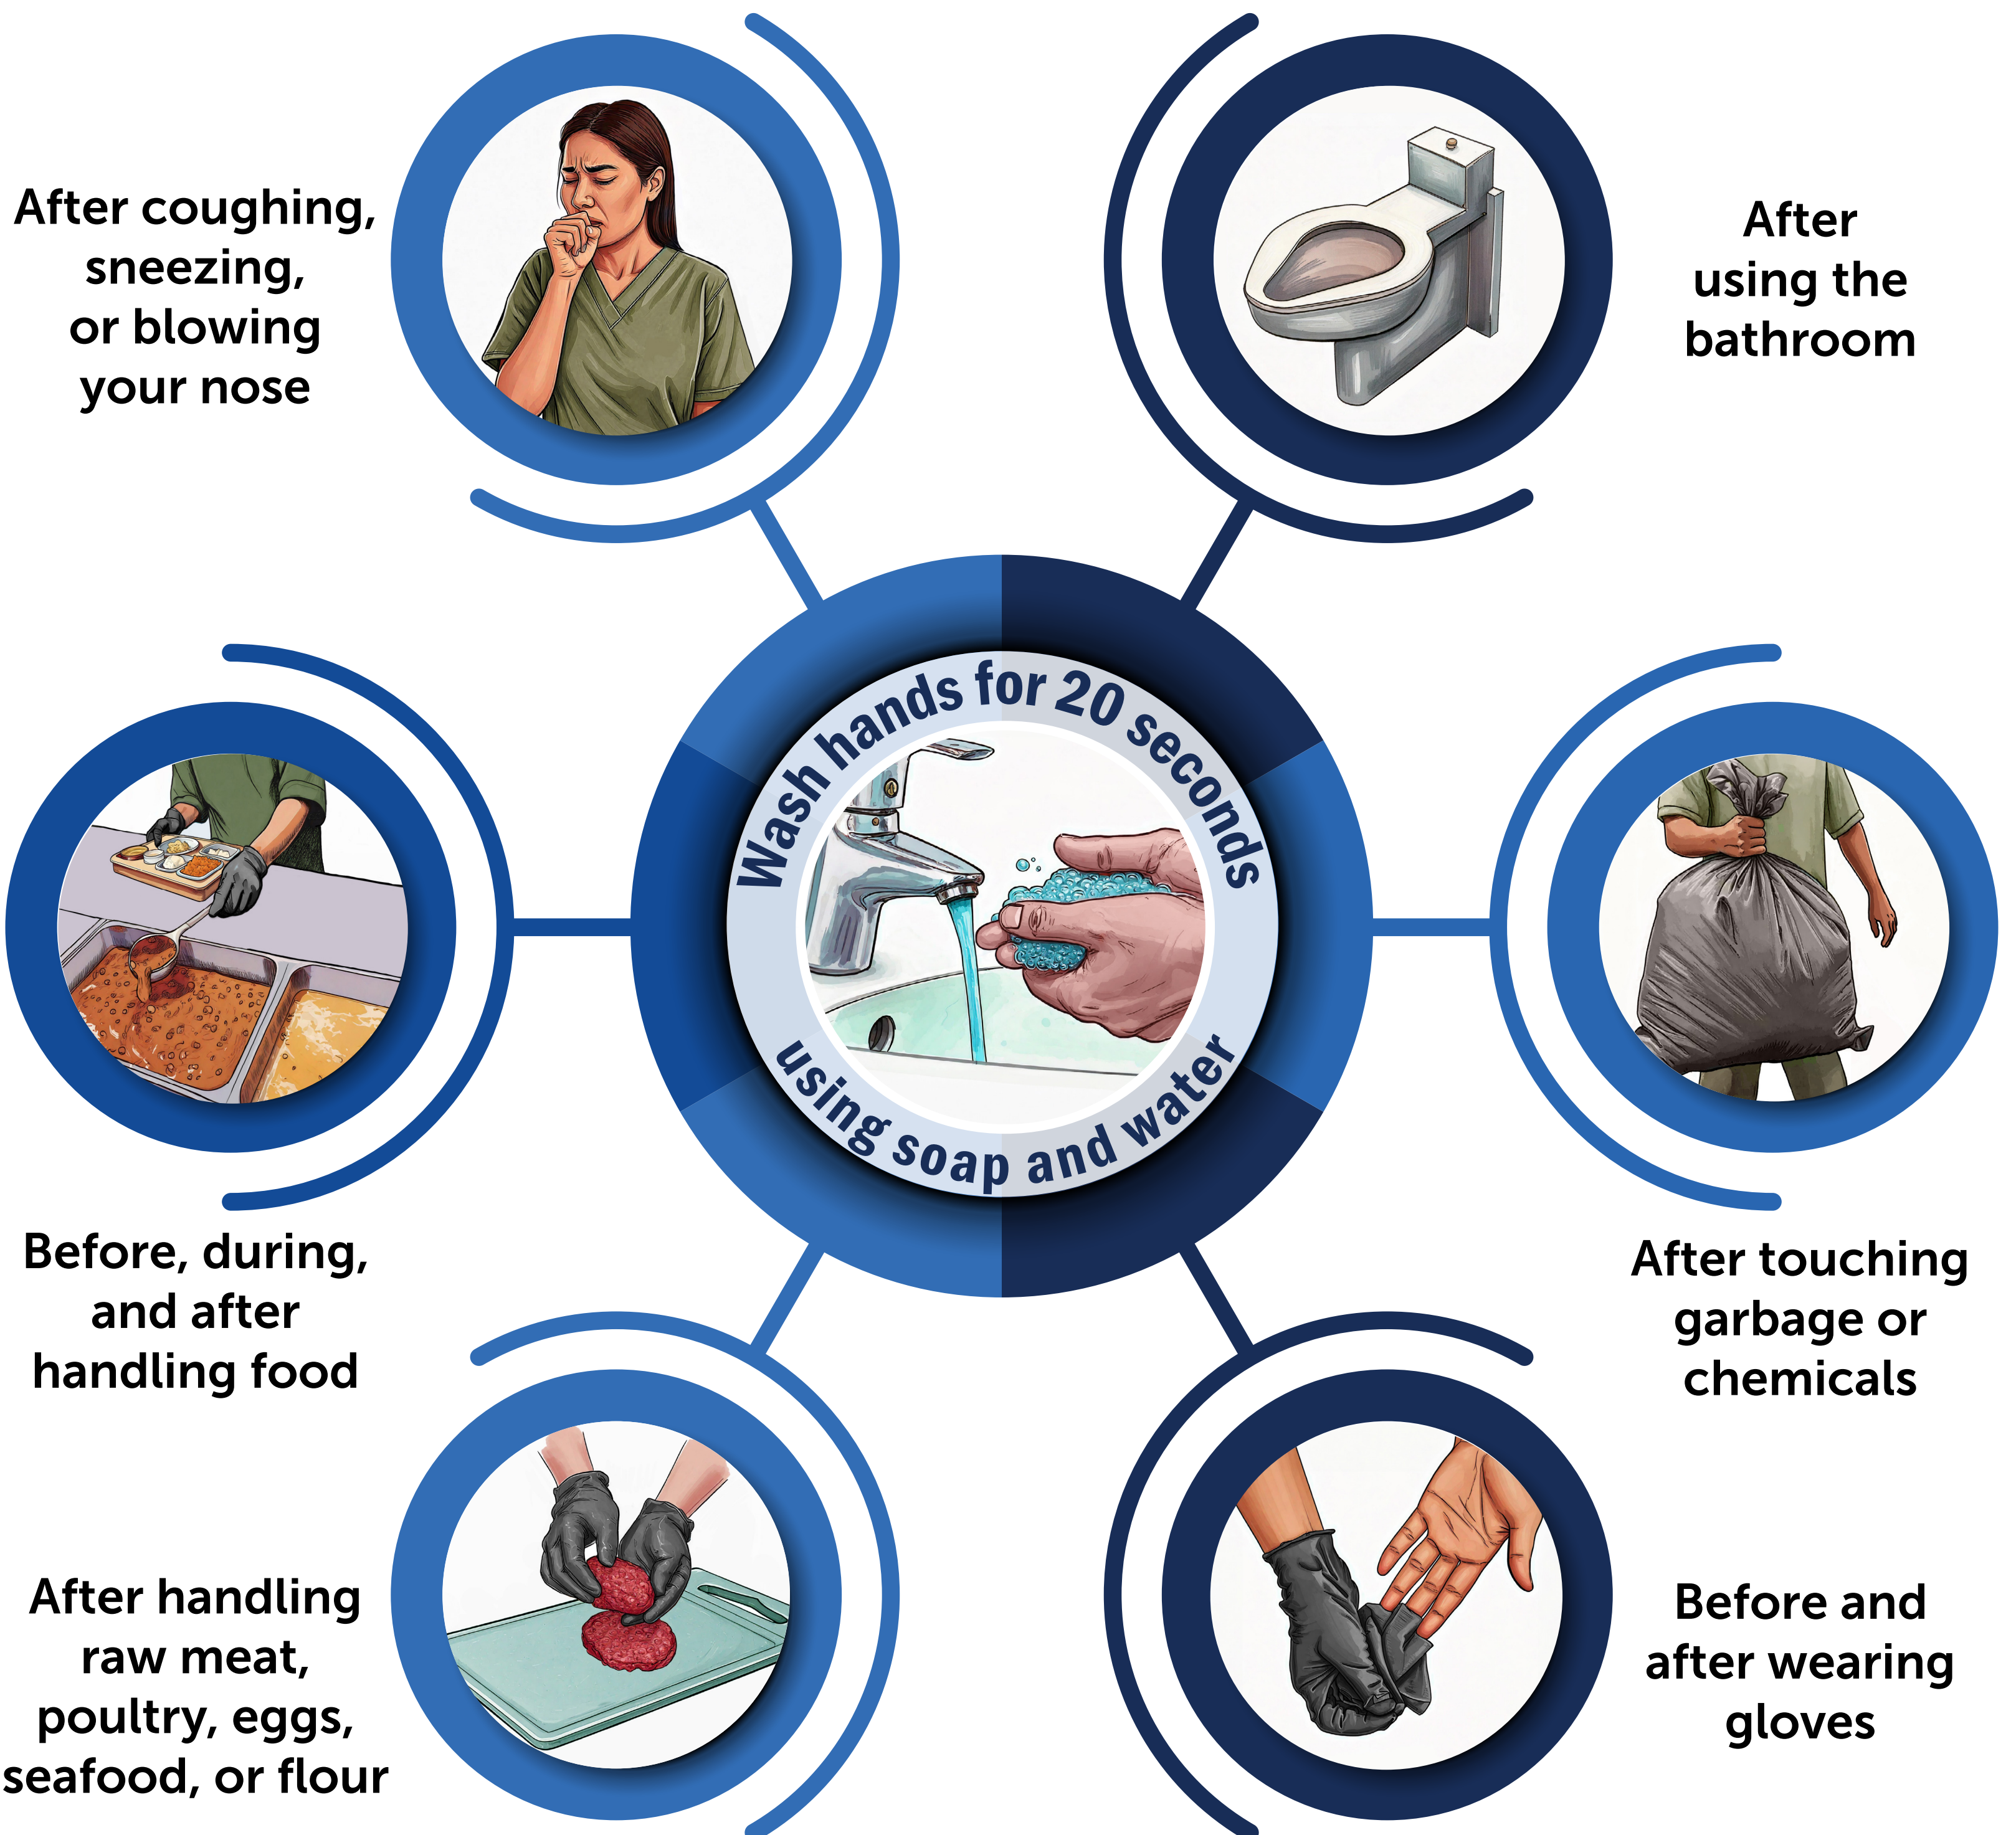 After coughing,
sneezing,
or blowing
your nose
After
using the
bathroom
Wash hands for 20 seconds
using soap and water
Before, during,
and after
handling food
After touching
garbage or
chemicals
After handling
raw meat,
poultry, eggs,
seafood, or flour
Before and
after wearing
gloves